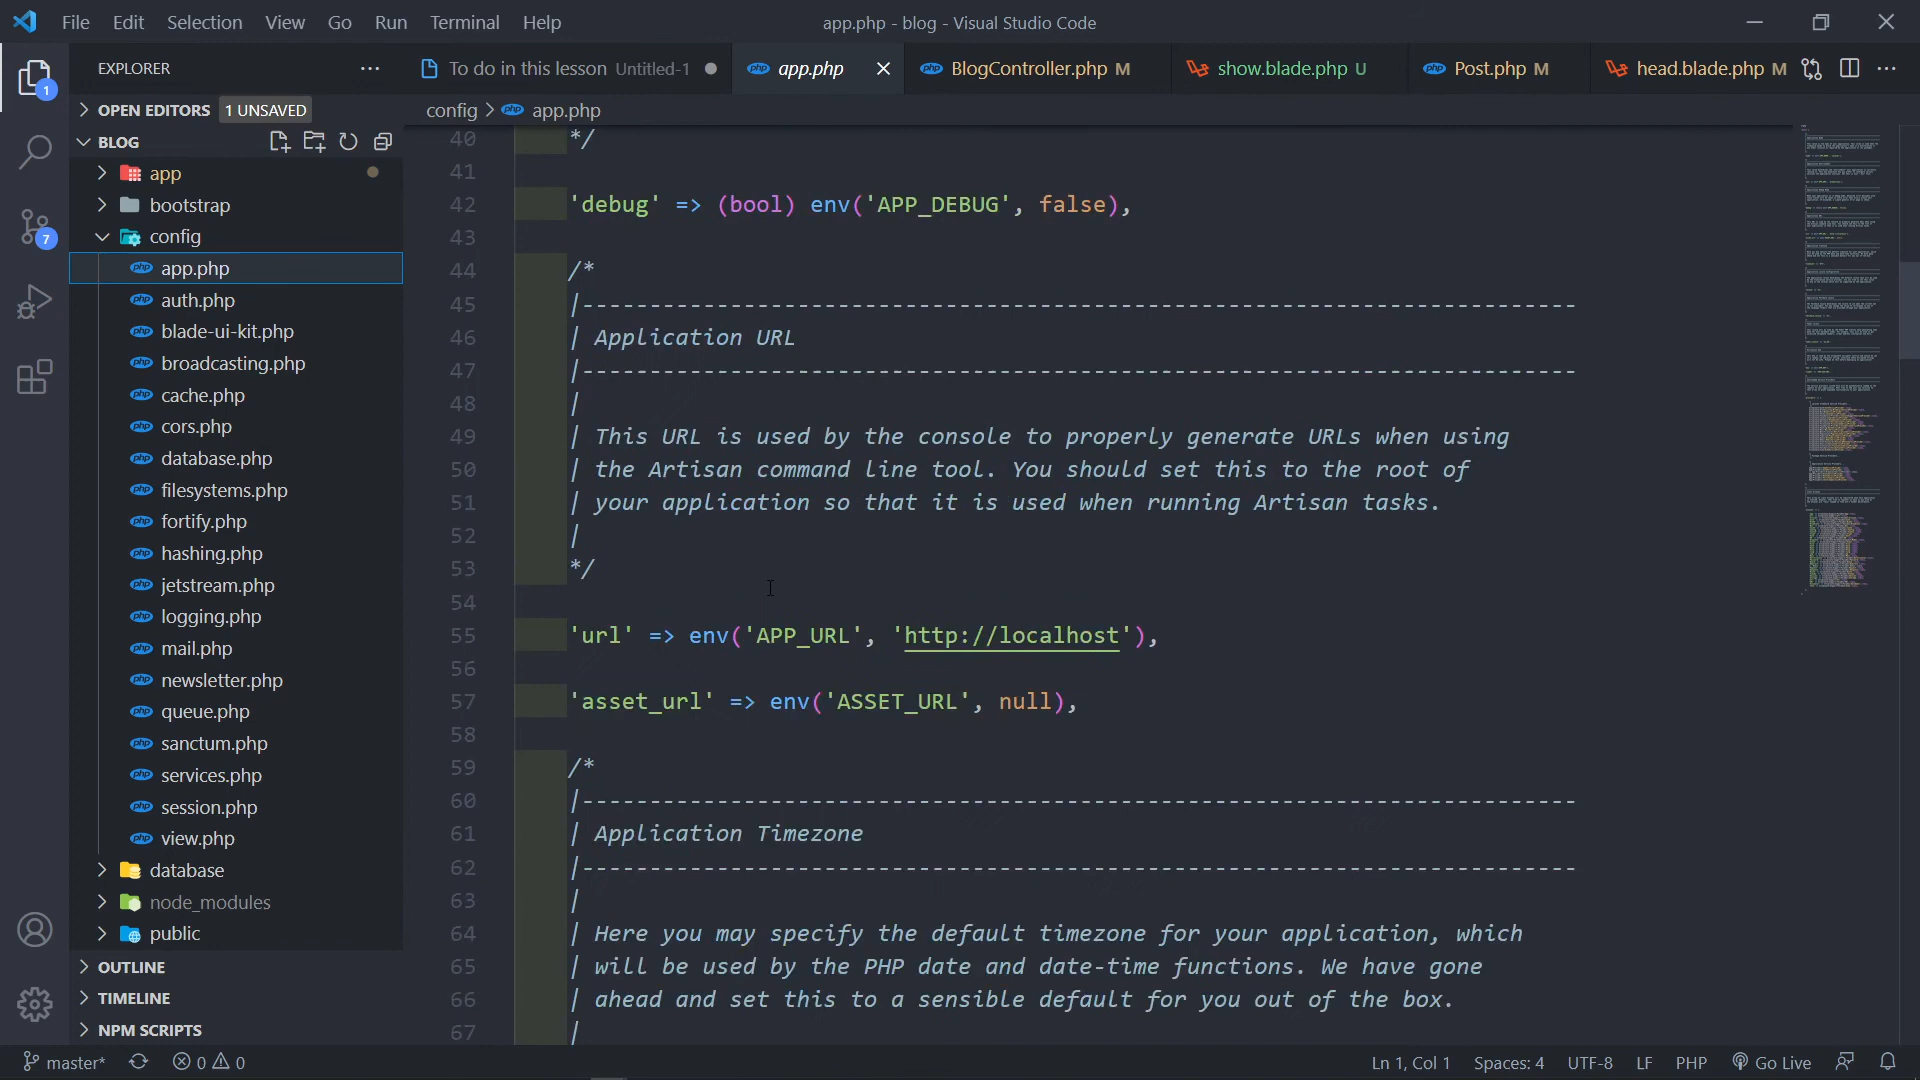 File Edit Selection View Go Run Terminal Help
app.php - blog - Visual Studio Code
EXPLORER
To do in this lesson Untitled-1
app.php
BlogController.php M
show.blade.php U
Post.php M
head.blade.php M
OPEN EDITORS 1 UNSAVED
config > app.php
BLOG
app
bootstrap
config
app.php
auth.php
blade-ui-kit.php
broadcasting.php
cache.php
cors.php
database.php
filesystems.php
fortify.php
hashing.php
jetstream.php
logging.php
mail.php
newsletter.php
queue.php
sanctum.php
services.php
session.php
view.php
database
node_modules
public
OUTLINE
TIMELINE
NPM SCRIPTS
1
7
40 */
41
42 'debug' => (bool) env('APP_DEBUG', false),
43
44 /*
45 |---------------------------------------------------------------------------
46 | Application URL
47 |---------------------------------------------------------------------------
48 |
49 | This URL is used by the console to properly generate URLs when using
50 | the Artisan command line tool. You should set this to the root of
51 | your application so that it is used when running Artisan tasks.
52 |
53 */
54
55 'url' => env('APP_URL', 'http://localhost'),
56
57 'asset_url' => env('ASSET_URL', null),
58
59 /*
60 |---------------------------------------------------------------------------
61 | Application Timezone
62 |---------------------------------------------------------------------------
63 |
64 | Here you may specify the default timezone for your application, which
65 | will be used by the PHP date and date-time functions. We have gone
66 | ahead and set this to a sensible default for you out of the box.
67 |
master* 0 0
Ln 1, Col 1 Spaces: 4 UTF-8 LF PHP Go Live